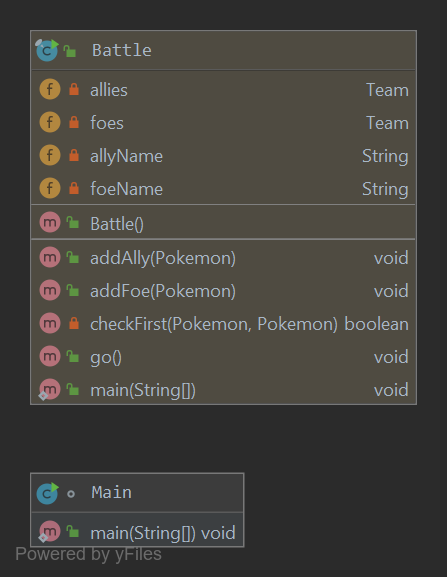 Battle
allies Team
foes Team
allyName String
foeName String
Battle()
addAlly(Pokemon) void
addFoe(Pokemon) void
checkFirst(Pokemon, Pokemon) boolean
go() void
main(String[]) void
Main
main(String[]) void
Powered by yFiles